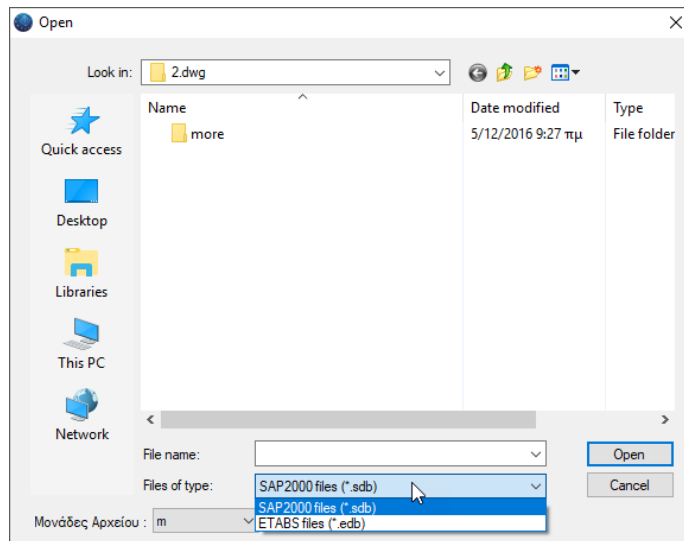 Open
Look in: 2.dwg
Name Date modified Type
more 5/12/2016 9:27 πμ File folder
Quick access
Desktop
Libraries
This PC
Network
File name: Open
Files of type: SAP2000 files (*.sdb) Cancel
SAP2000 files (*.sdb)
ETABS files (*.edb)
Μονάδες Αρχείου : m